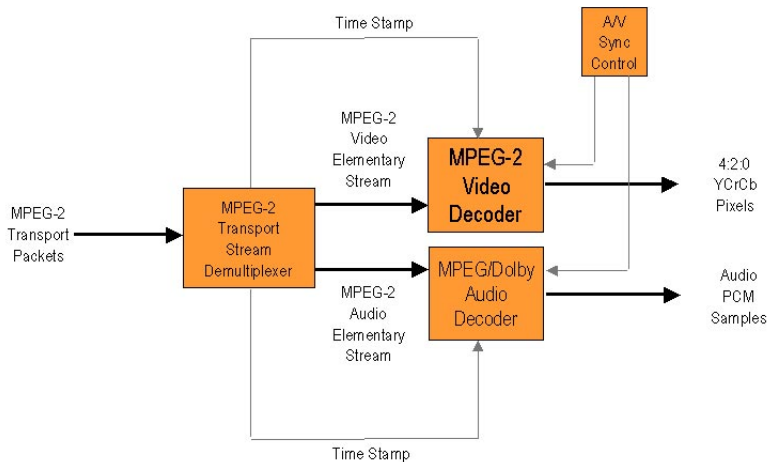 Time Stamp
A/V
Sync
Control
MPEG-2
Video
Elementary
Stream
MPEG-2
Video
Decoder
4:2:0
YCrCb
Pixels
MPEG-2
Transport
Packets
MPEG-2
Transport
Stream
Demultiplexer
MPEG-2
Audio
Elementary
Stream
MPEG/Dolby
Audio
Decoder
Audio
PCM
Samples
Time Stamp